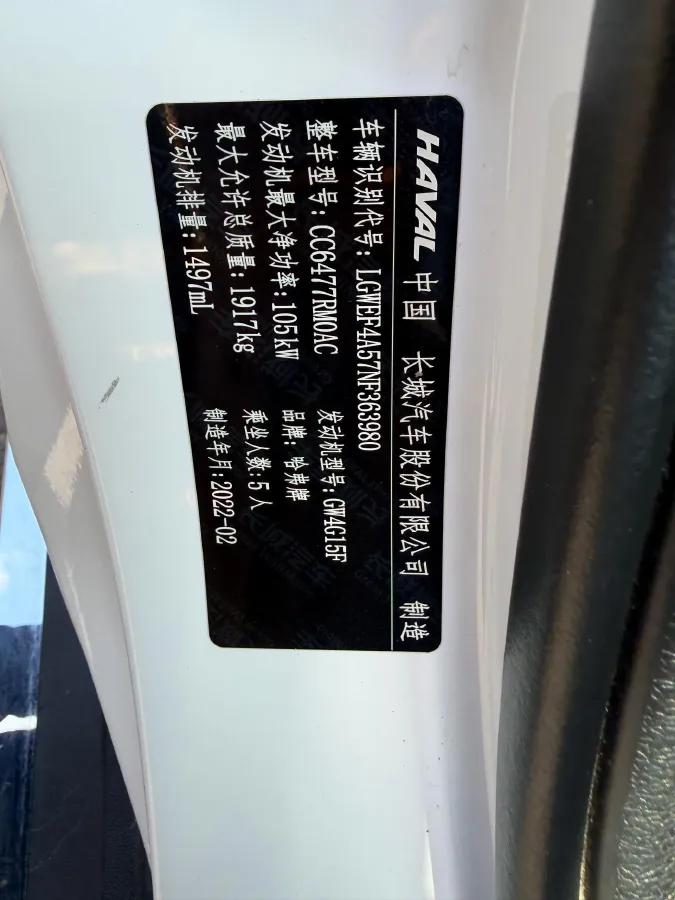 HAVAL 中国 长城汽车股份有限公司 制造
车辆识别代号: LGWEF4A57NF363980
整车型号: CC6477RM0AC 发动机型号: GW4G15F
发动机最大净功率: 105kW 品牌: 哈弗牌
最大允许总质量: 1917kg 乘坐人数: 5人
发动机排量: 1497mL 制造年月: 2022-02